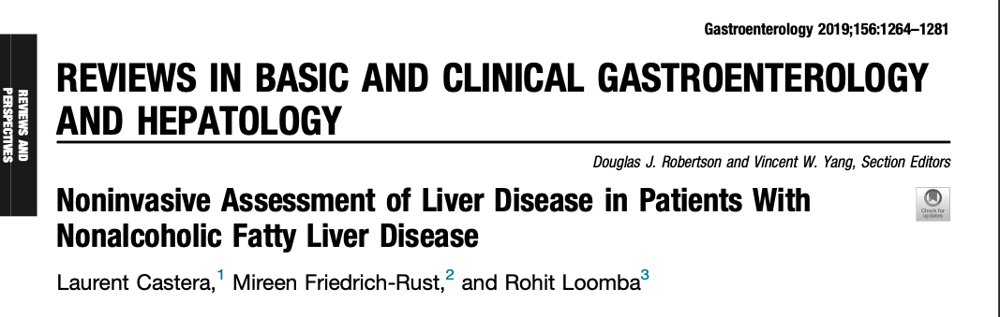 Gastroenterology 2019;156:1264–1281
REVIEWS AND
PERSPECTIVES
REVIEWS IN BASIC AND CLINICAL GASTROENTEROLOGY
AND HEPATOLOGY
Douglas J. Robertson and Vincent W. Yang, Section Editors
Noninvasive Assessment of Liver Disease in Patients With
Nonalcoholic Fatty Liver Disease
Check for
updates
Laurent Castera,1 Mireen Friedrich-Rust,2 and Rohit Loomba3